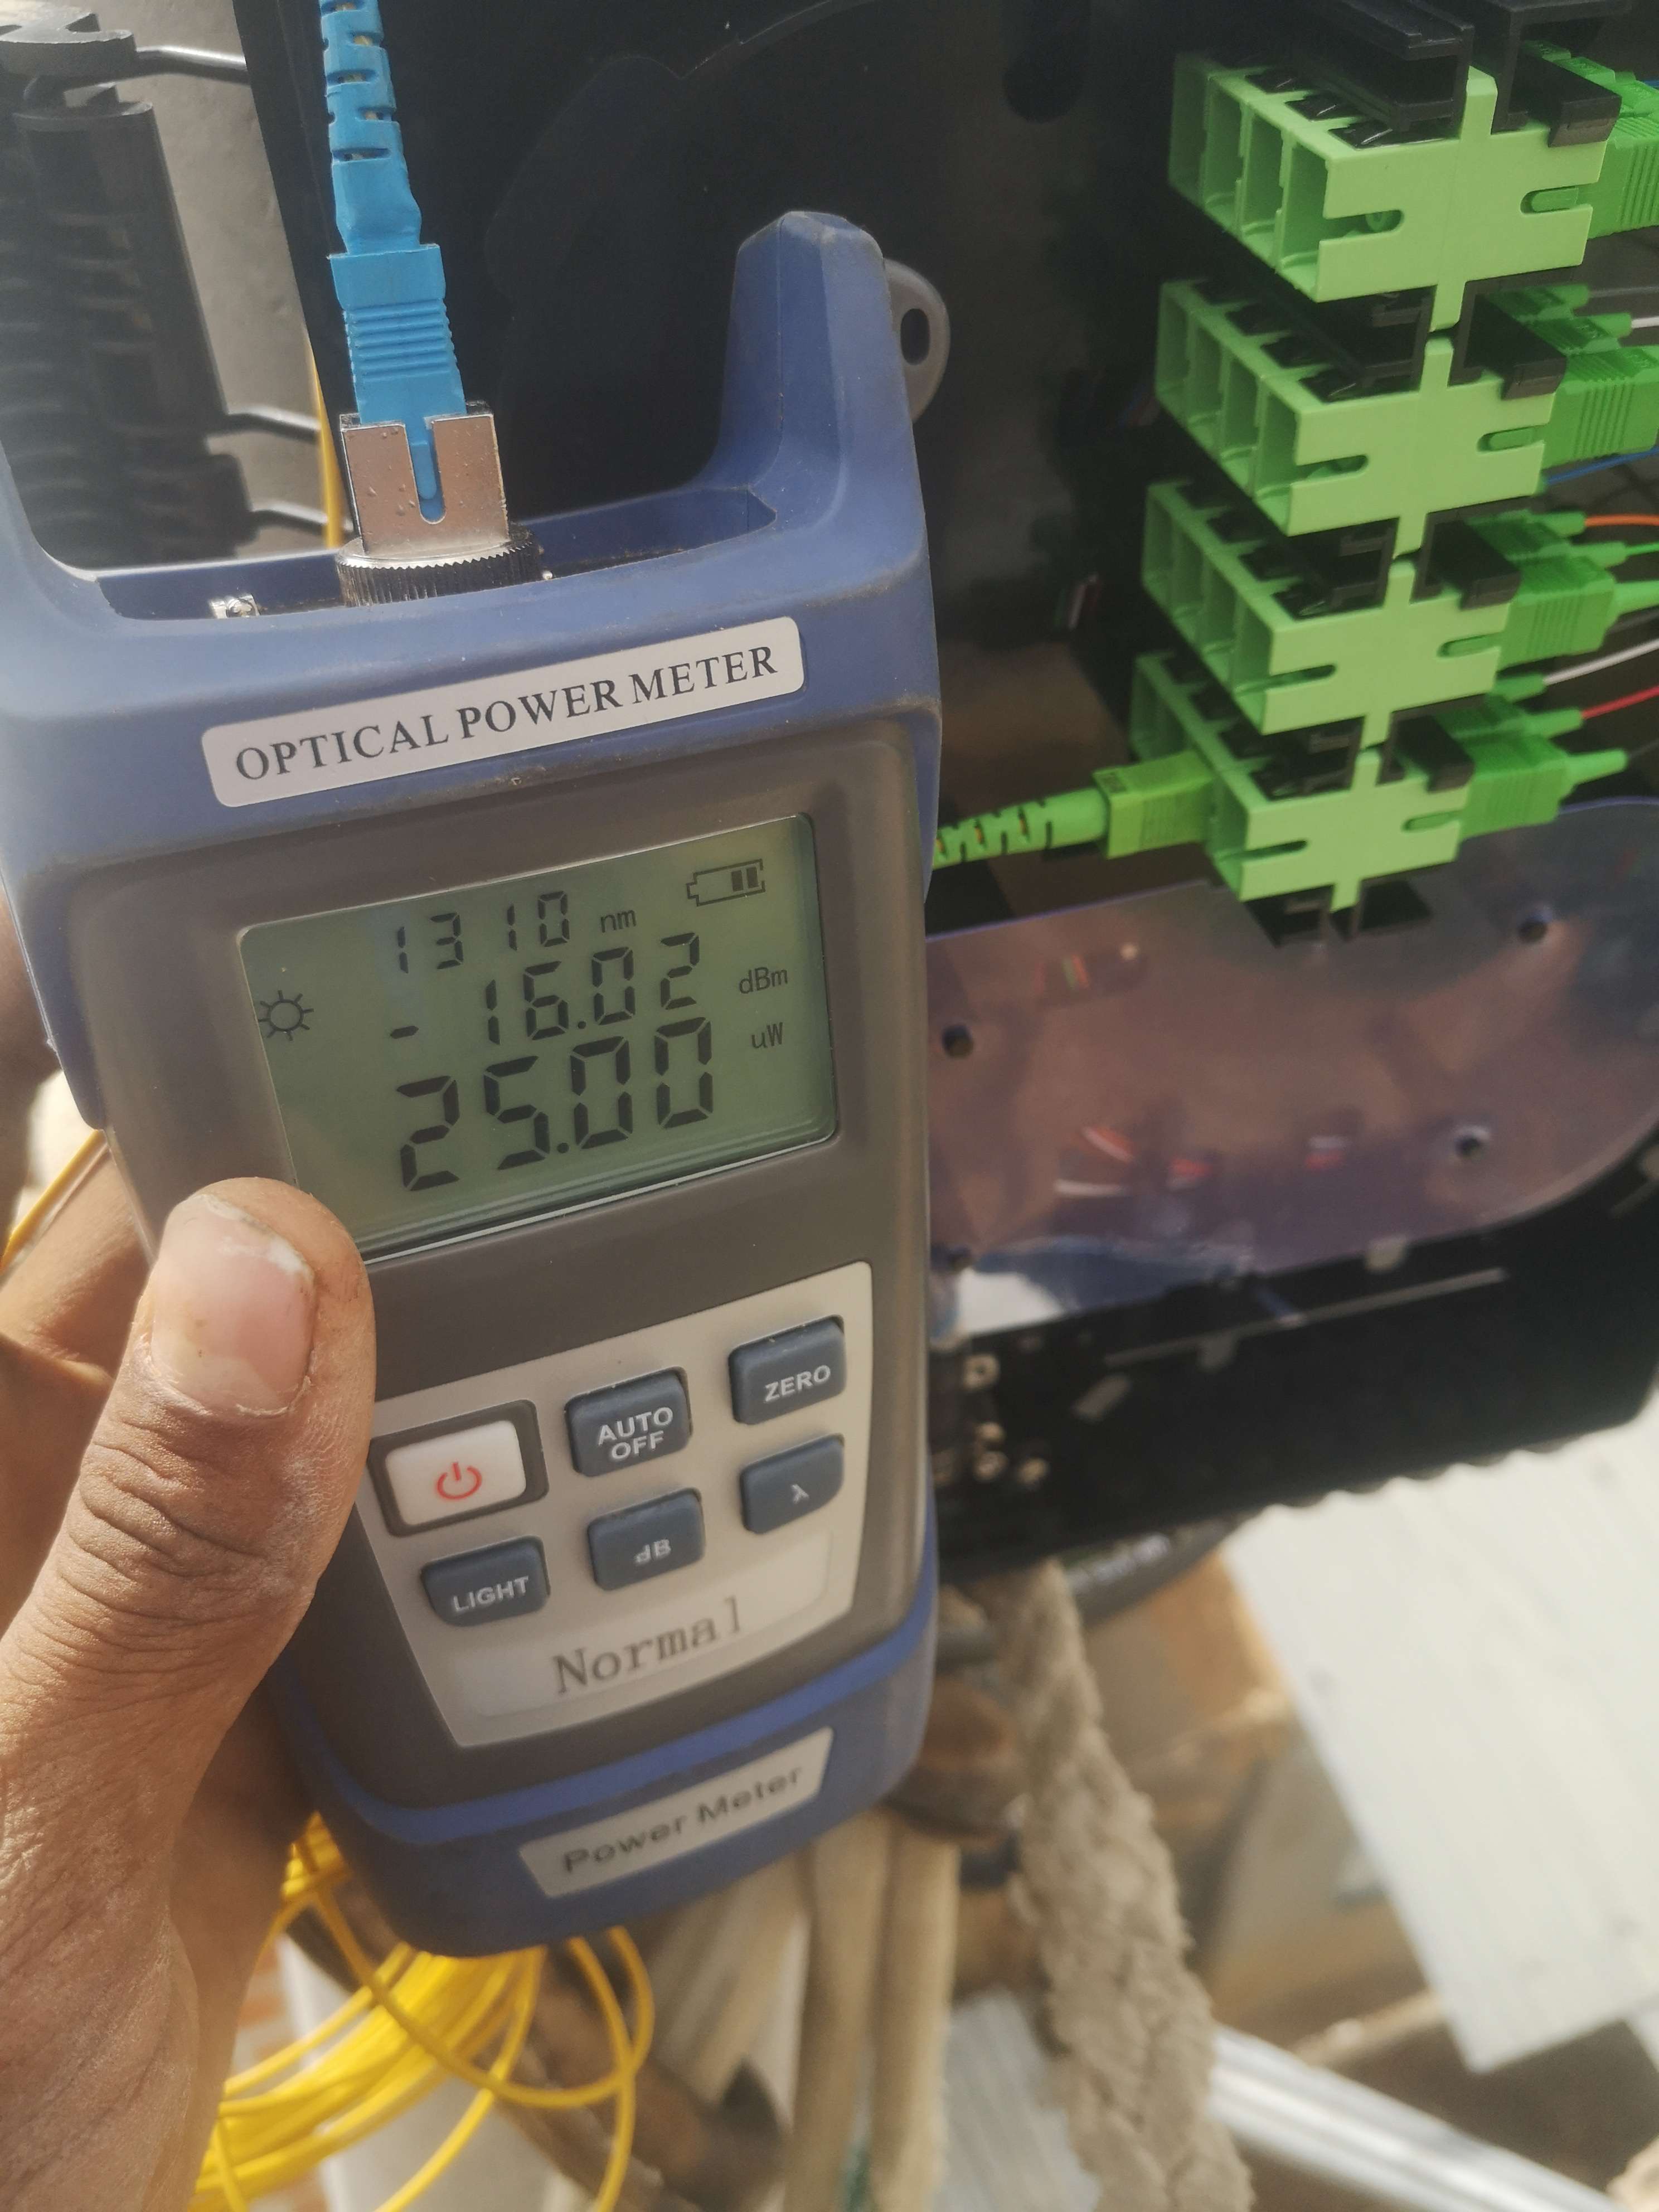 OPTICAL POWER METER
1310 nm
-16.02 dBm
25.00 uW
AUTO OFF
ZERO
LIGHT
dB
λ
Normal
Power Meter